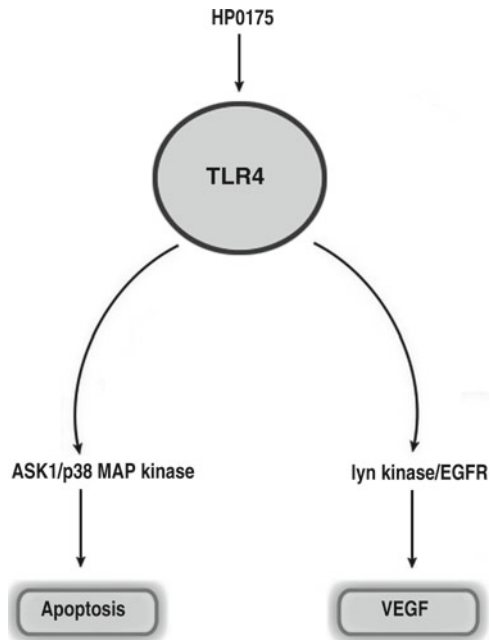 HP0175
TLR4
ASK1/p38 MAP kinase
lyn kinase/EGFR
Apoptosis
VEGF